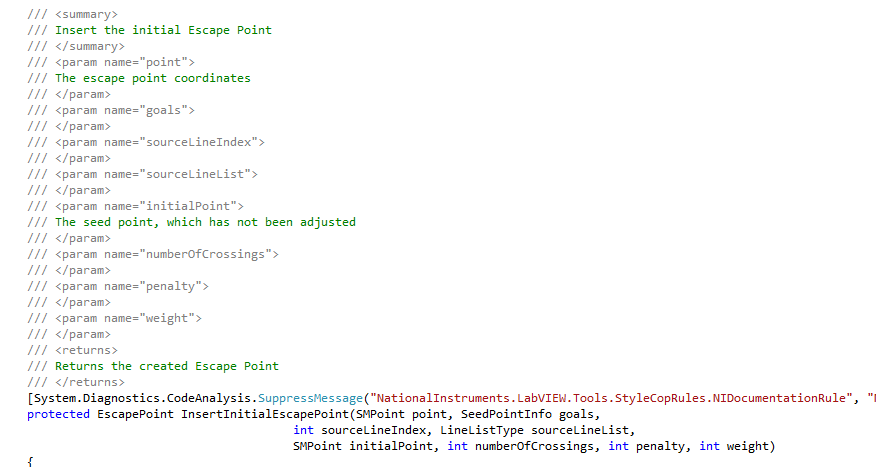 /// <summary>
/// Insert the initial Escape Point
/// </summary>
/// <param name="point">
/// The escape point coordinates
/// </param>
/// <param name="goals">
/// </param>
/// <param name="sourceLineIndex">
/// </param>
/// <param name="sourceLineList">
/// </param>
/// <param name="initialPoint">
/// The seed point, which has not been adjusted
/// </param>
/// <param name="numberOfCrossings">
/// </param>
/// <param name="penalty">
/// </param>
/// <param name="weight">
/// </param>
/// <returns>
/// Returns the created Escape Point
/// </returns>
[System.Diagnostics.CodeAnalysis.SuppressMessage("NationalInstruments.LabVIEW.Tools.StyleCopRules.NIDocumentationRule", "
protected EscapePoint InsertInitialEscapePoint(SMPoint point, SeedPointInfo goals,
int sourceLineIndex, LineListType sourceLineList,
SMPoint initialPoint, int numberOfCrossings, int penalty, int weight)
{